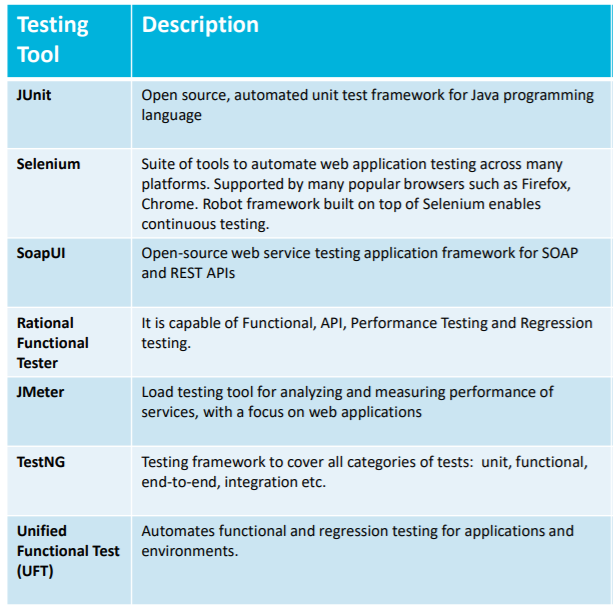 Testing
Tool
Description
JUnit
Open source, automated unit test framework for Java programming
language
Selenium
Suite of tools to automate web application testing across many
platforms. Supported by many popular browsers such as Firefox,
Chrome. Robot framework built on top of Selenium enables
continuous testing.
SoapUI
Open-source web service testing application framework for SOAP
and REST APIs
Rational
Functional
Tester
It is capable of Functional, API, Performance Testing and Regression
testing.
JMeter
Load testing tool for analyzing and measuring performance of
services, with a focus on web applications
TestNG
Testing framework to cover all categories of tests: unit, functional,
end-to-end, integration etc.
Unified
Functional Test
(UFT)
Automates functional and regression testing for applications and
environments.